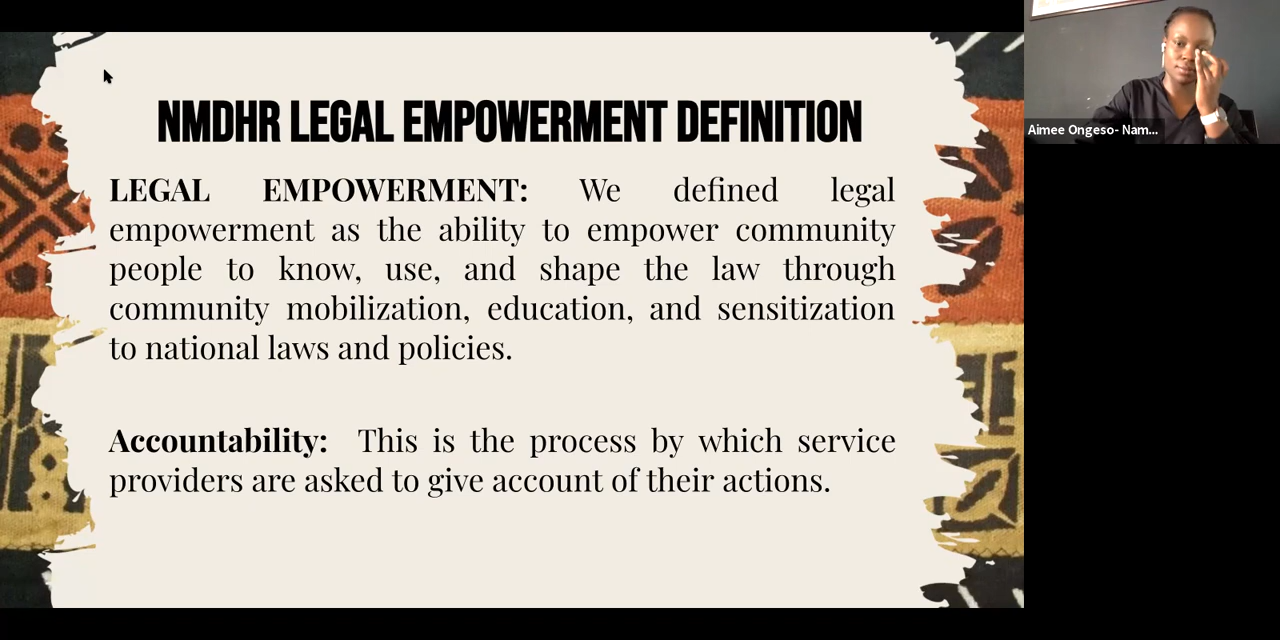 NMDHR LEGAL EMPOWERMENT DEFINITION
LEGAL EMPOWERMENT: We defined legal
empowerment as the ability to empower community
people to know, use, and shape the law through
community mobilization, education, and sensitization
to national laws and policies.
Accountability: This is the process by which service
providers are asked to give account of their actions.
Aimee Ongeso- Nam...